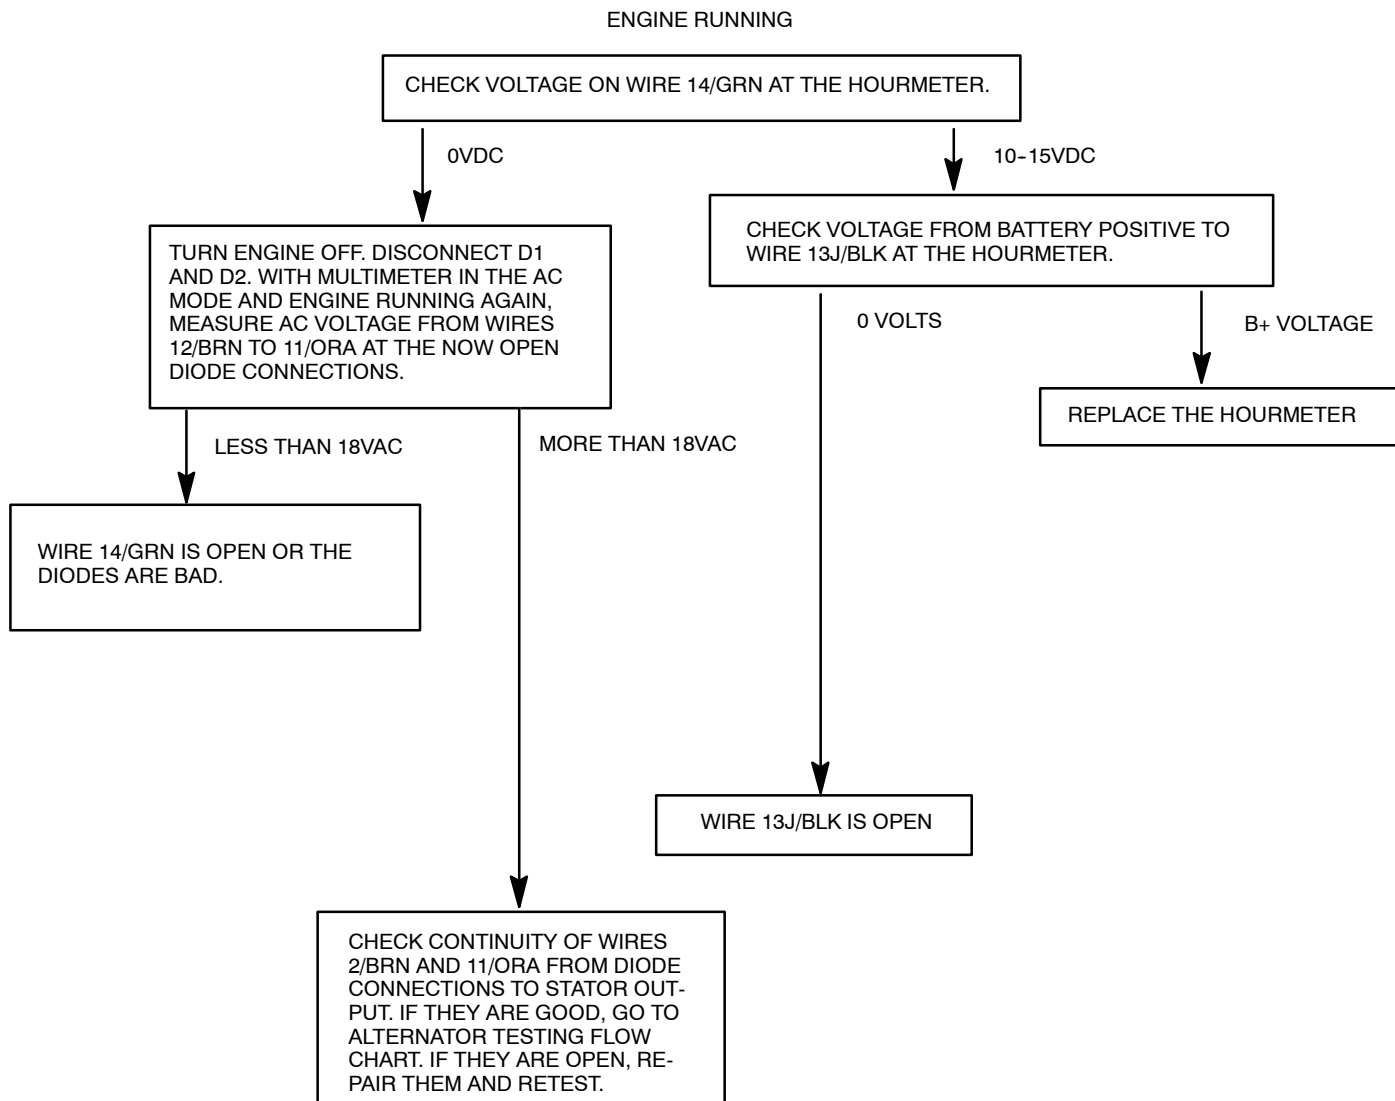 ENGINE RUNNING
CHECK VOLTAGE ON WIRE 14/GRN AT THE HOURMETER.
0VDC
10-15VDC
TURN ENGINE OFF. DISCONNECT D1
AND D2. WITH MULTIMETER IN THE AC
MODE AND ENGINE RUNNING AGAIN,
MEASURE AC VOLTAGE FROM WIRES
12/BRN TO 11/ORA AT THE NOW OPEN
DIODE CONNECTIONS.
CHECK VOLTAGE FROM BATTERY POSITIVE TO
WIRE 13J/BLK AT THE HOURMETER.
0 VOLTS
B+ VOLTAGE
REPLACE THE HOURMETER
LESS THAN 18VAC
MORE THAN 18VAC
WIRE 14/GRN IS OPEN OR THE
DIODES ARE BAD.
WIRE 13J/BLK IS OPEN
CHECK CONTINUITY OF WIRES
2/BRN AND 11/ORA FROM DIODE
CONNECTIONS TO STATOR OUT-
PUT. IF THEY ARE GOOD, GO TO
ALTERNATOR TESTING FLOW
CHART. IF THEY ARE OPEN, RE-
PAIR THEM AND RETEST.